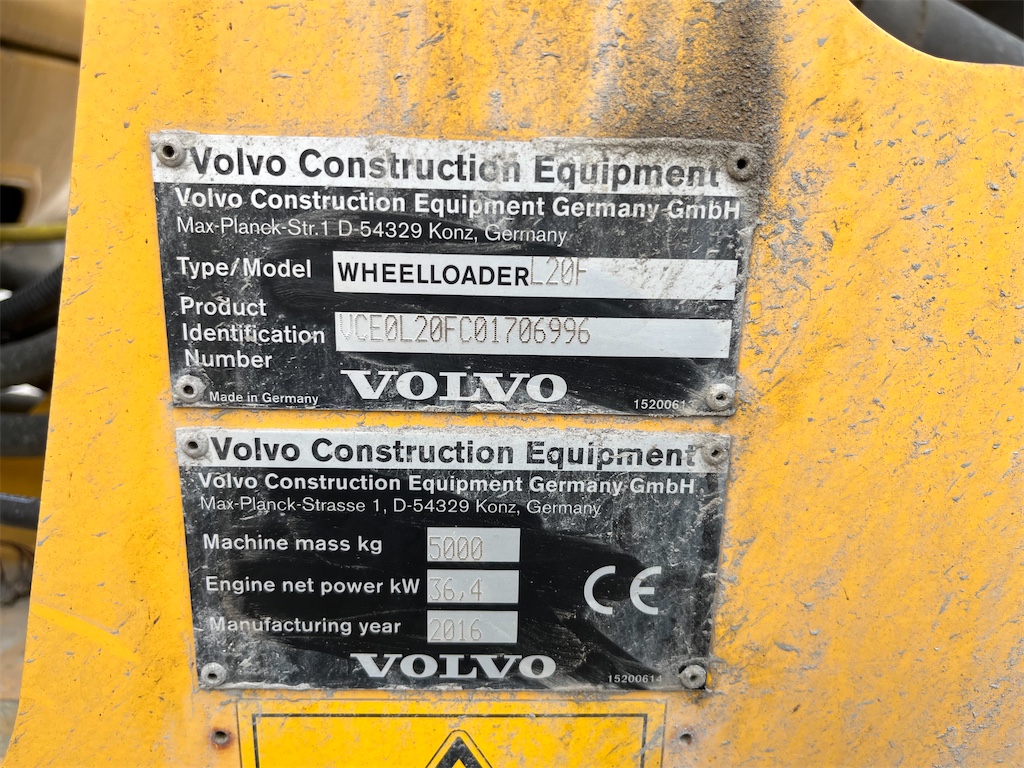 Volvo Construction Equipment
Volvo Construction Equipment Germany GmbH
Max-Planck-Str.1 D-54329 Konz, Germany
Type/Model WHEELLOADER L20F
Product
Identification VCE0L20FC01706996
Number
VOLVO
Made in Germany
Volvo Construction Equipment
Volvo Construction Equipment Germany GmbH
Max-Planck-Strasse 1, D-54329 Konz, Germany
Machine mass kg 5000
Engine net power kW 36,4
CE
Manufacturing year 2016
VOLVO
15200614